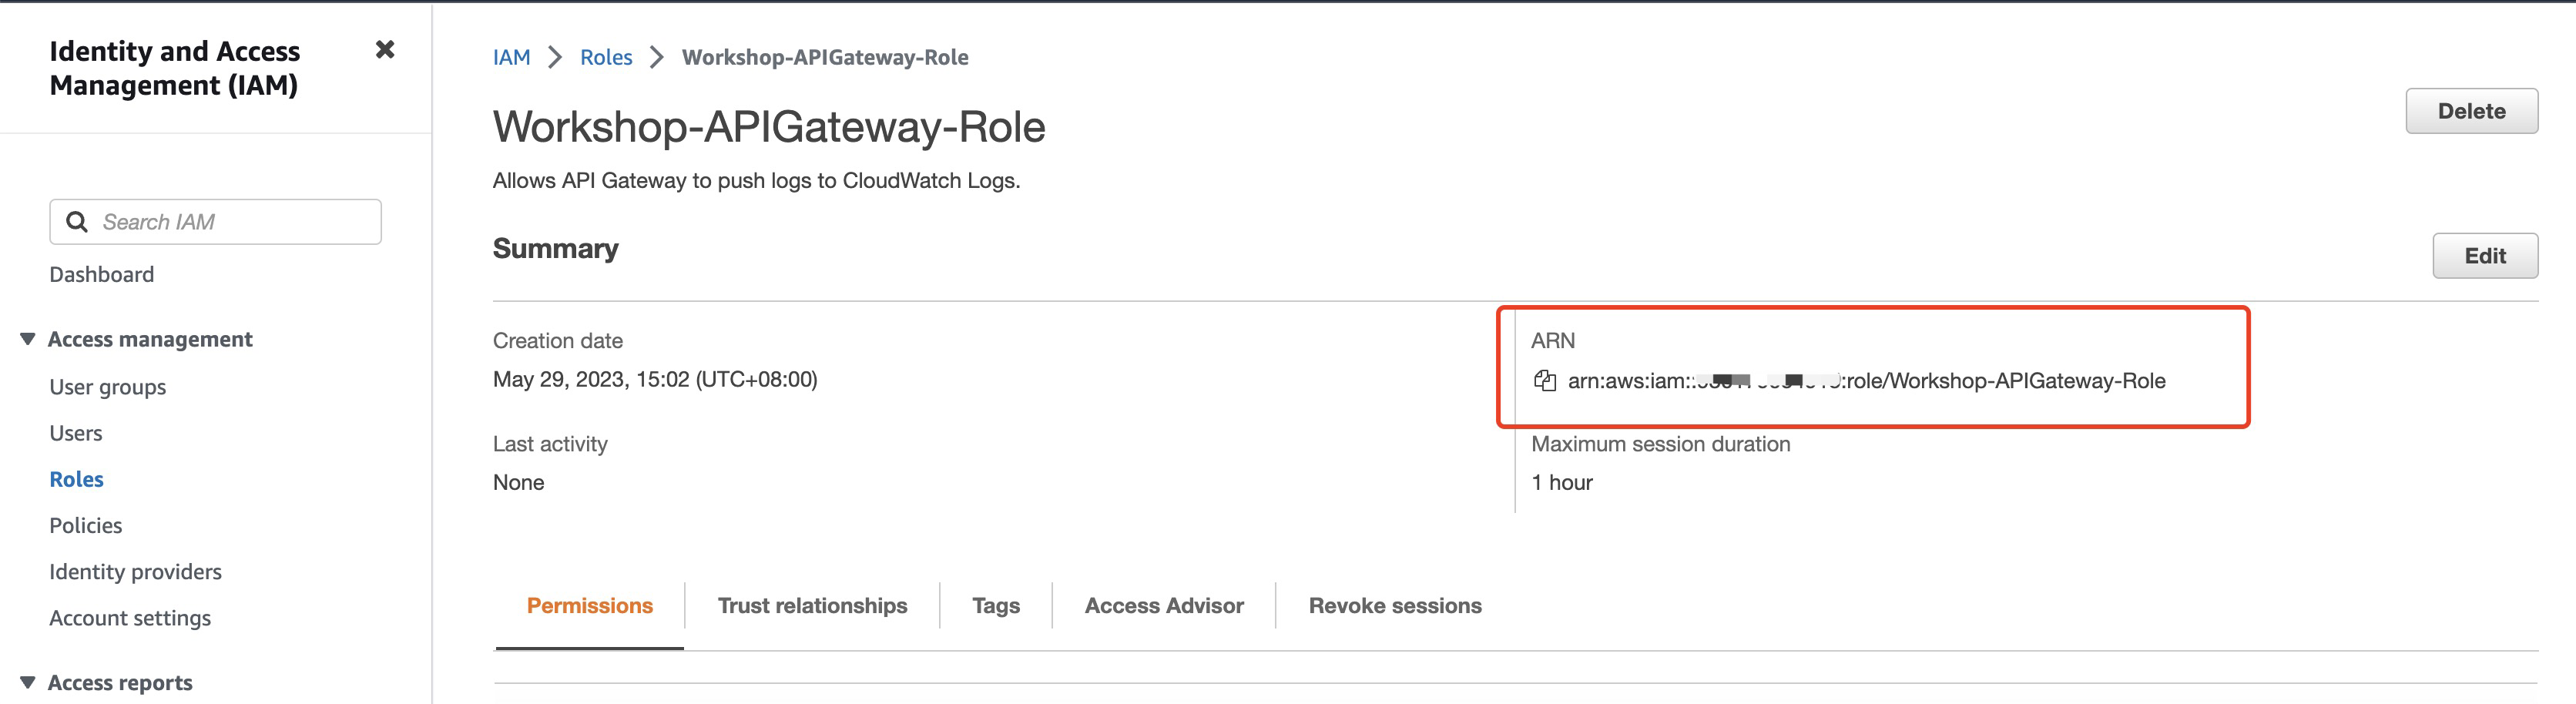 Identity and Access
Management (IAM)
Search IAM
Dashboard
Access management
User groups
Users
Roles
Policies
Identity providers
Account settings
Access reports
IAM > Roles > Workshop-APIGateway-Role
Workshop-APIGateway-Role
Delete
Allows API Gateway to push logs to CloudWatch Logs.
Summary
Edit
Creation date
May 29, 2023, 15:02 (UTC+08:00)
ARN
arn:aws:iam:: :role/Workshop-APIGateway-Role
Last activity
None
Maximum session duration
1 hour
Permissions
Trust relationships
Tags
Access Advisor
Revoke sessions